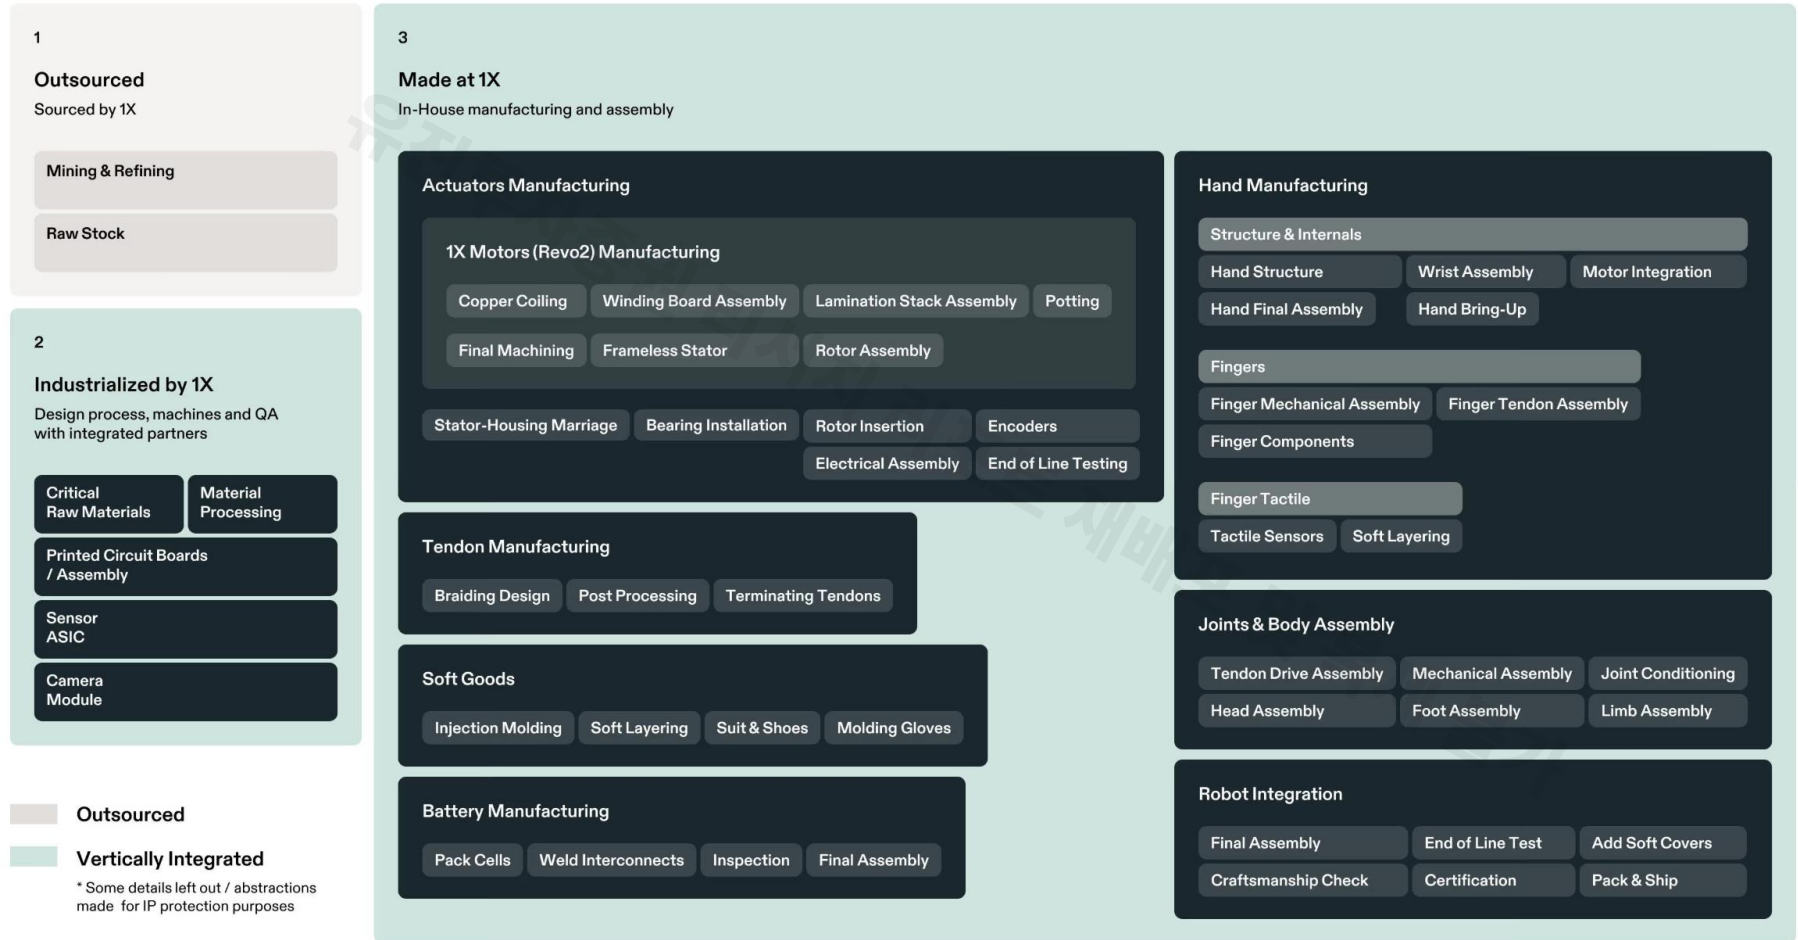 1
Outsourced
Sourced by 1X
Mining & Refining
Raw Stock
2
Industrialized by 1X
Design process, machines and QA
with integrated partners
Critical
Raw Materials
Material
Processing
Printed Circuit Boards
/ Assembly
Sensor
ASIC
Camera
Module
Outsourced
Vertically Integrated
* Some details left out / abstractions
made for IP protection purposes
3
Made at 1X
In-House manufacturing and assembly
Actuators Manufacturing
1X Motors (Revo2) Manufacturing
Copper Coiling
Winding Board Assembly
Lamination Stack Assembly
Potting
Final Machining
Frameless Stator
Rotor Assembly
Stator-Housing Marriage
Bearing Installation
Rotor Insertion
Encoders
Electrical Assembly
End of Line Testing
Tendon Manufacturing
Braiding Design
Post Processing
Terminating Tendons
Soft Goods
Injection Molding
Soft Layering
Suit & Shoes
Molding Gloves
Battery Manufacturing
Pack Cells
Weld Interconnects
Inspection
Final Assembly
Hand Manufacturing
Structure & Internals
Hand Structure
Wrist Assembly
Motor Integration
Hand Final Assembly
Hand Bring-Up
Fingers
Finger Mechanical Assembly
Finger Tendon Assembly
Finger Components
Finger Tactile
Tactile Sensors
Soft Layering
Joints & Body Assembly
Tendon Drive Assembly
Mechanical Assembly
Joint Conditioning
Head Assembly
Foot Assembly
Limb Assembly
Robot Integration
Final Assembly
End of Line Test
Add Soft Covers
Craftsmanship Check
Certification
Pack & Ship